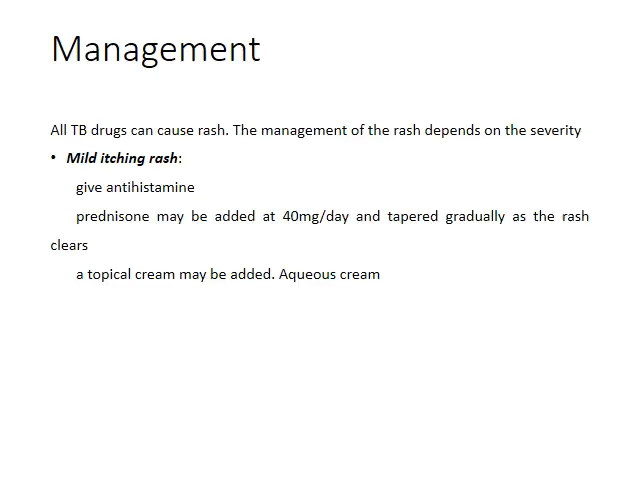 Management
All TB drugs can cause rash. The management of the rash depends on the severity
• Mild itching rash:
give antihistamine
prednisone may be added at 40mg/day and tapered gradually as the rash
clears
a topical cream may be added. Aqueous cream